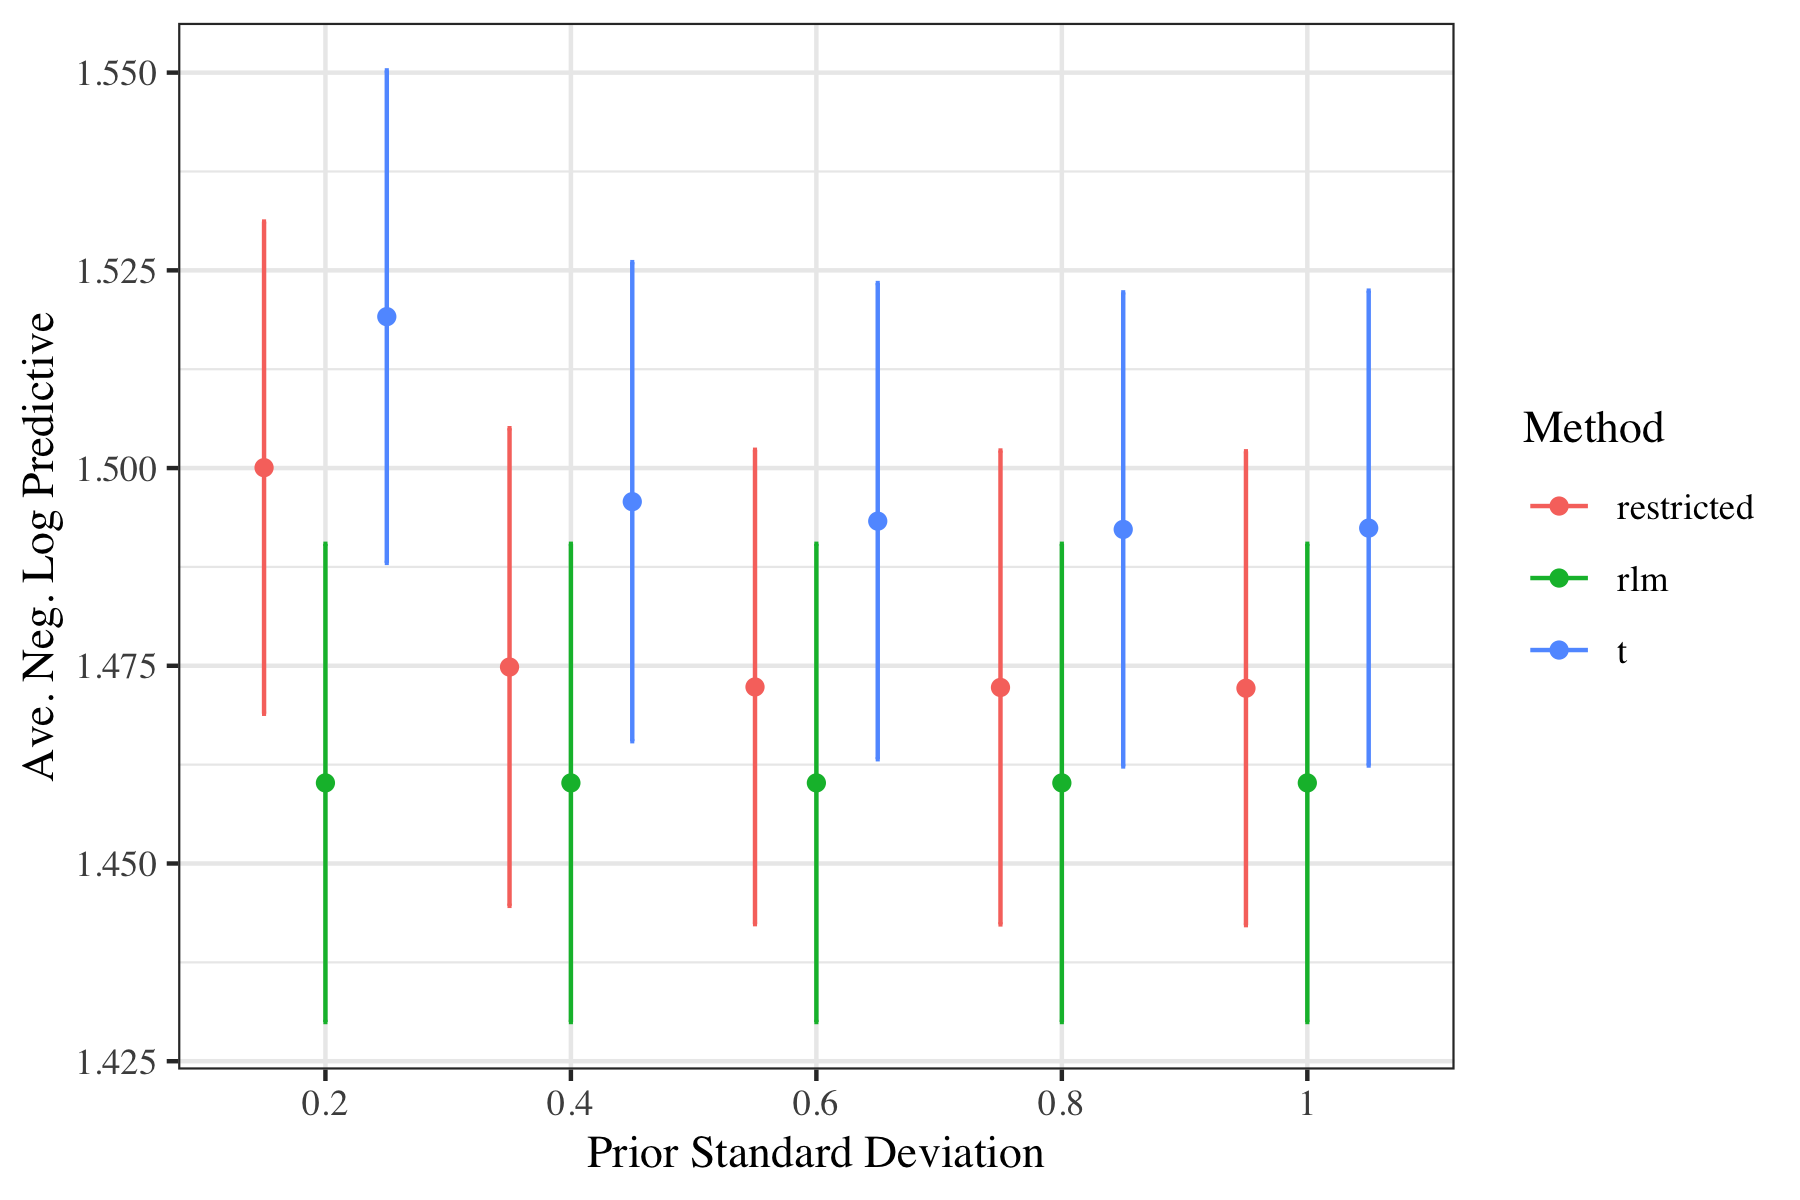 Ave. Neg. Log Predictive
1.550
1.525
1.500
1.475
1.450
1.425
0.2 0.4 0.6 0.8 1
Prior Standard Deviation
Method
restricted
rlm
t